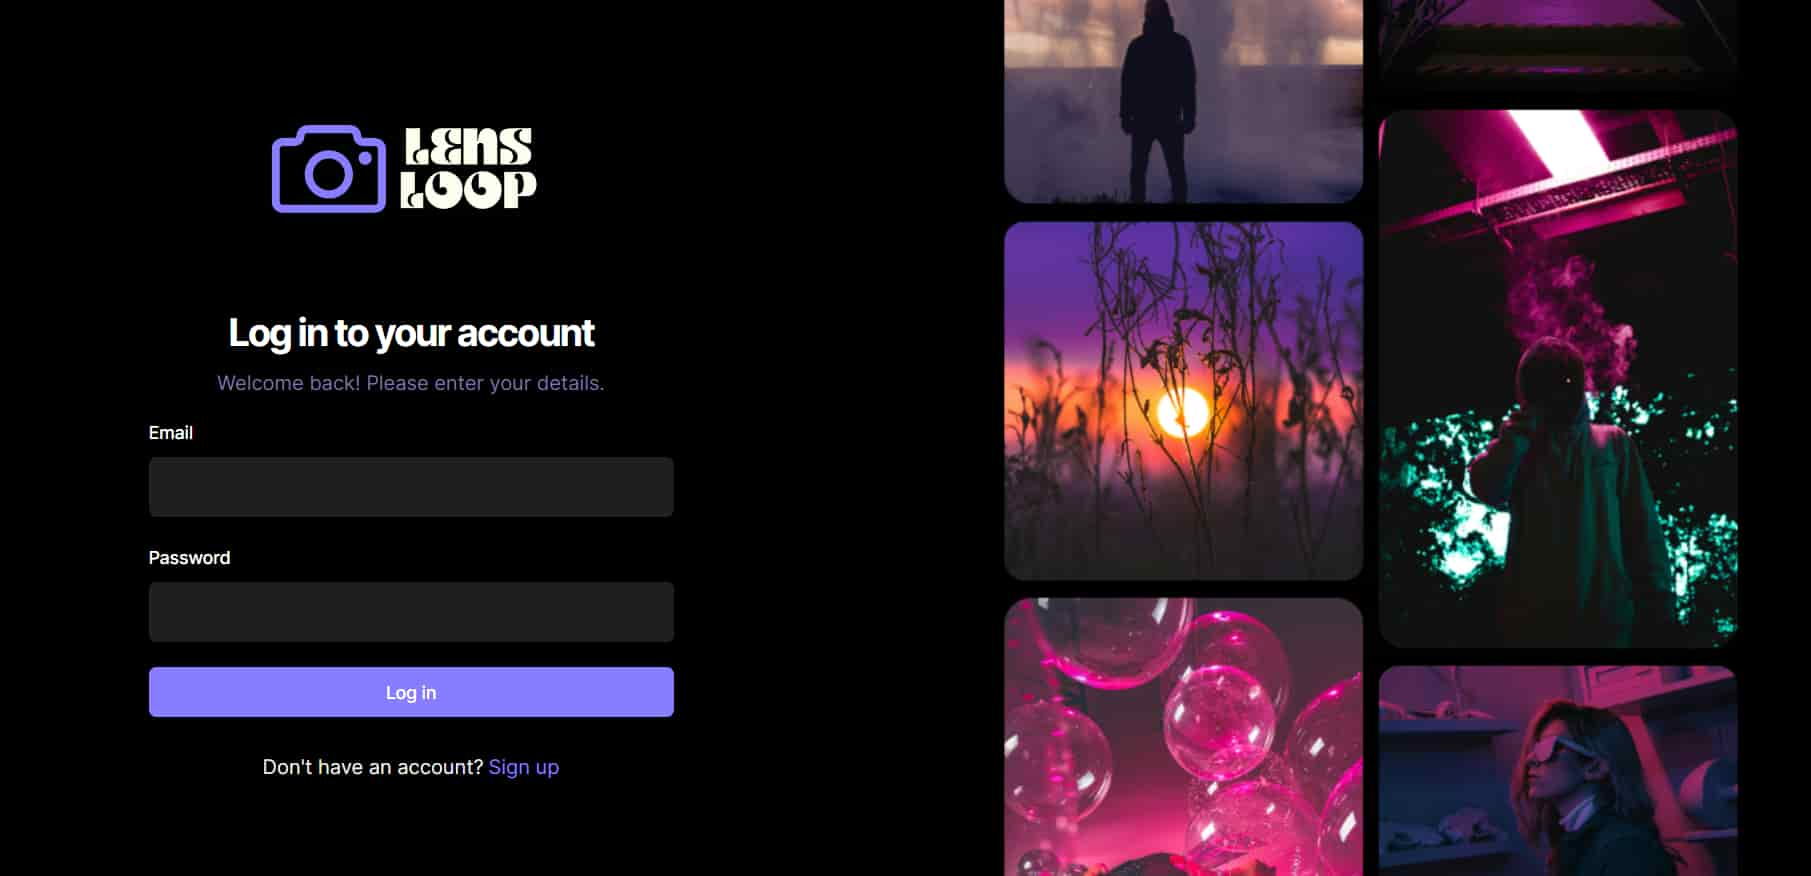 LENS
LOOP
Log in to your account
Welcome back! Please enter your details.
Email
Password
Log in
Don't have an account? Sign up